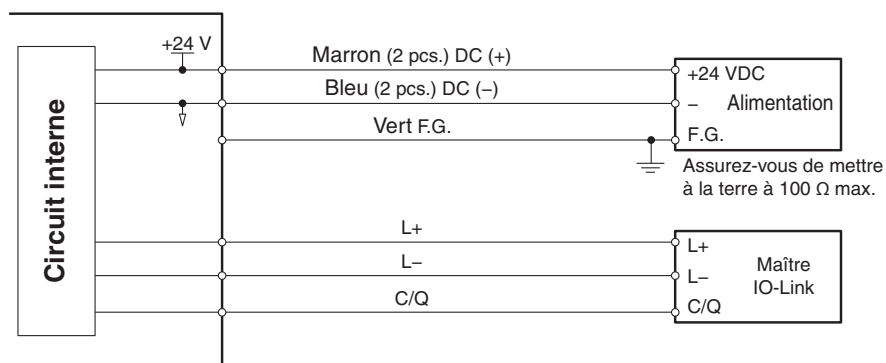 +24 V
Marron (2 pcs.) DC (+)
+24 VDC
Bleu (2 pcs.) DC (−)
− Alimentation
Vert F.G.
F.G.
Assurez-vous de mettre
à la terre à 100 Ω max.
Circuit interne
L+
L+
L−
L−
Maître
IO-Link
C/Q
C/Q